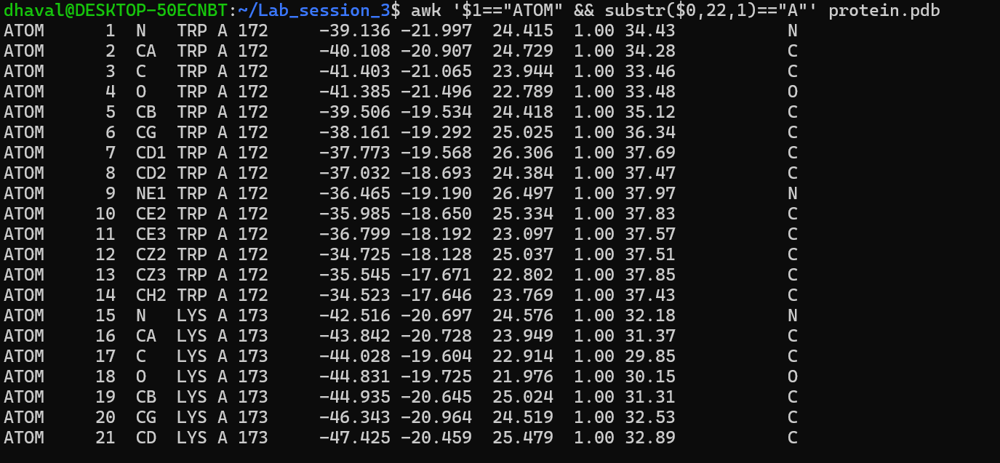 dhaval@DESKTOP-50ECNBT:~/Lab_session_3$ awk '$1=="ATOM" && substr($0,22,1)=="A"' protein.pdb
ATOM      1  N   TRP A 172     -39.136 -21.997  24.415  1.00 34.43           N
ATOM      2  CA  TRP A 172     -40.108 -20.907  24.729  1.00 34.28           C
ATOM      3  C   TRP A 172     -41.403 -21.065  23.944  1.00 33.46           C
ATOM      4  O   TRP A 172     -41.385 -21.496  22.789  1.00 33.48           O
ATOM      5  CB  TRP A 172     -39.506 -19.534  24.418  1.00 35.12           C
ATOM      6  CG  TRP A 172     -38.161 -19.292  25.025  1.00 36.34           C
ATOM      7  CD1 TRP A 172     -37.773 -19.568  26.306  1.00 37.69           C
ATOM      8  CD2 TRP A 172     -37.032 -18.693  24.384  1.00 37.47           C
ATOM      9  NE1 TRP A 172     -36.465 -19.190  26.497  1.00 37.97           N
ATOM     10  CE2 TRP A 172     -35.985 -18.650  25.334  1.00 37.83           C
ATOM     11  CE3 TRP A 172     -36.799 -18.192  23.097  1.00 37.57           C
ATOM     12  CZ2 TRP A 172     -34.725 -18.128  25.037  1.00 37.51           C
ATOM     13  CZ3 TRP A 172     -35.545 -17.671  22.802  1.00 37.85           C
ATOM     14  CH2 TRP A 172     -34.523 -17.646  23.769  1.00 37.43           C
ATOM     15  N   LYS A 173     -42.516 -20.697  24.576  1.00 32.18           N
ATOM     16  CA  LYS A 173     -43.842 -20.728  23.949  1.00 31.37           C
ATOM     17  C   LYS A 173     -44.028 -19.604  22.914  1.00 29.85           C
ATOM     18  O   LYS A 173     -44.831 -19.725  21.976  1.00 30.15           O
ATOM     19  CB  LYS A 173     -44.935 -20.645  25.024  1.00 31.31           C
ATOM     20  CG  LYS A 173     -46.343 -20.964  24.519  1.00 32.53           C
ATOM     21  CD  LYS A 173     -47.425 -20.459  25.479  1.00 32.89           C